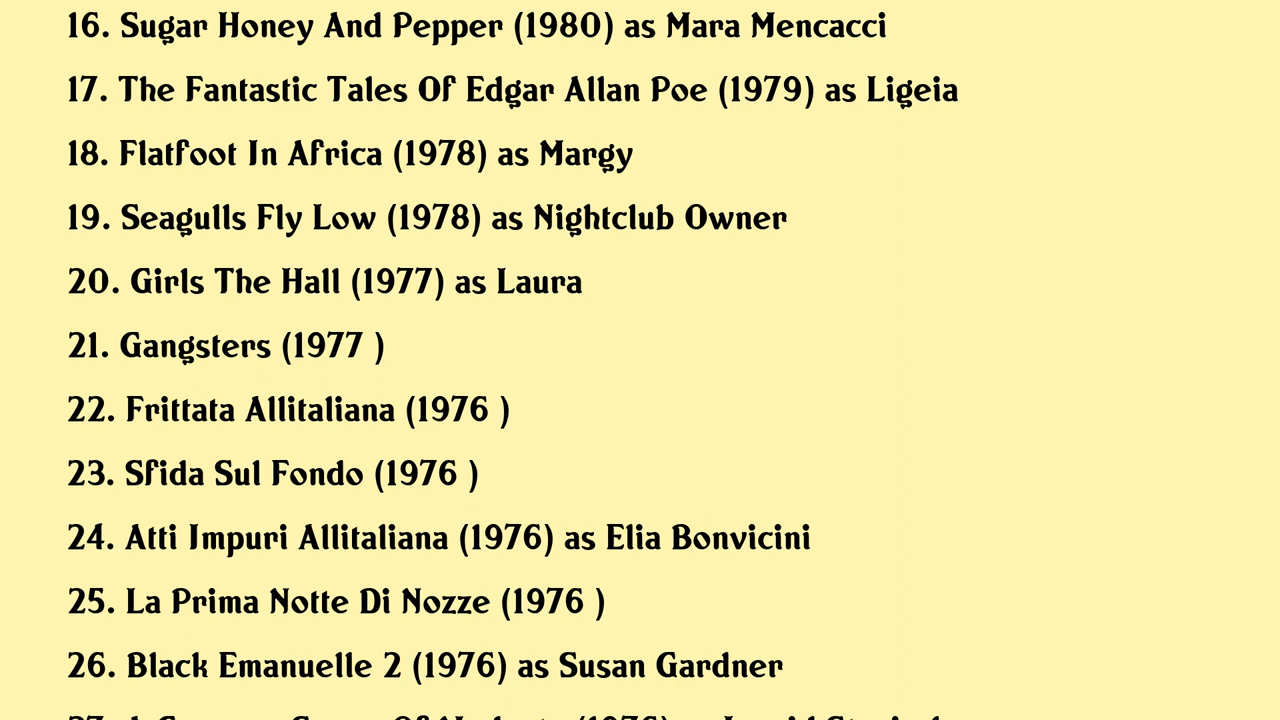 16. Sugar Honey And Pepper (1980) as Mara Mencacci
17. The Fantastic Tales Of Edgar Allan Poe (1979) as Ligeia
18. Flatfoot In Africa (1978) as Margy
19. Seagulls Fly Low (1978) as Nightclub Owner
20. Girls The Hall (1977) as Laura
21. Gangsters (1977 )
22. Frittata Allitaliana (1976 )
23. Sfida Sul Fondo (1976 )
24. Atti Impuri Allitaliana (1976) as Elia Bonvicini
25. La Prima Notte Di Nozze (1976 )
26. Black Emanuelle 2 (1976) as Susan Gardner